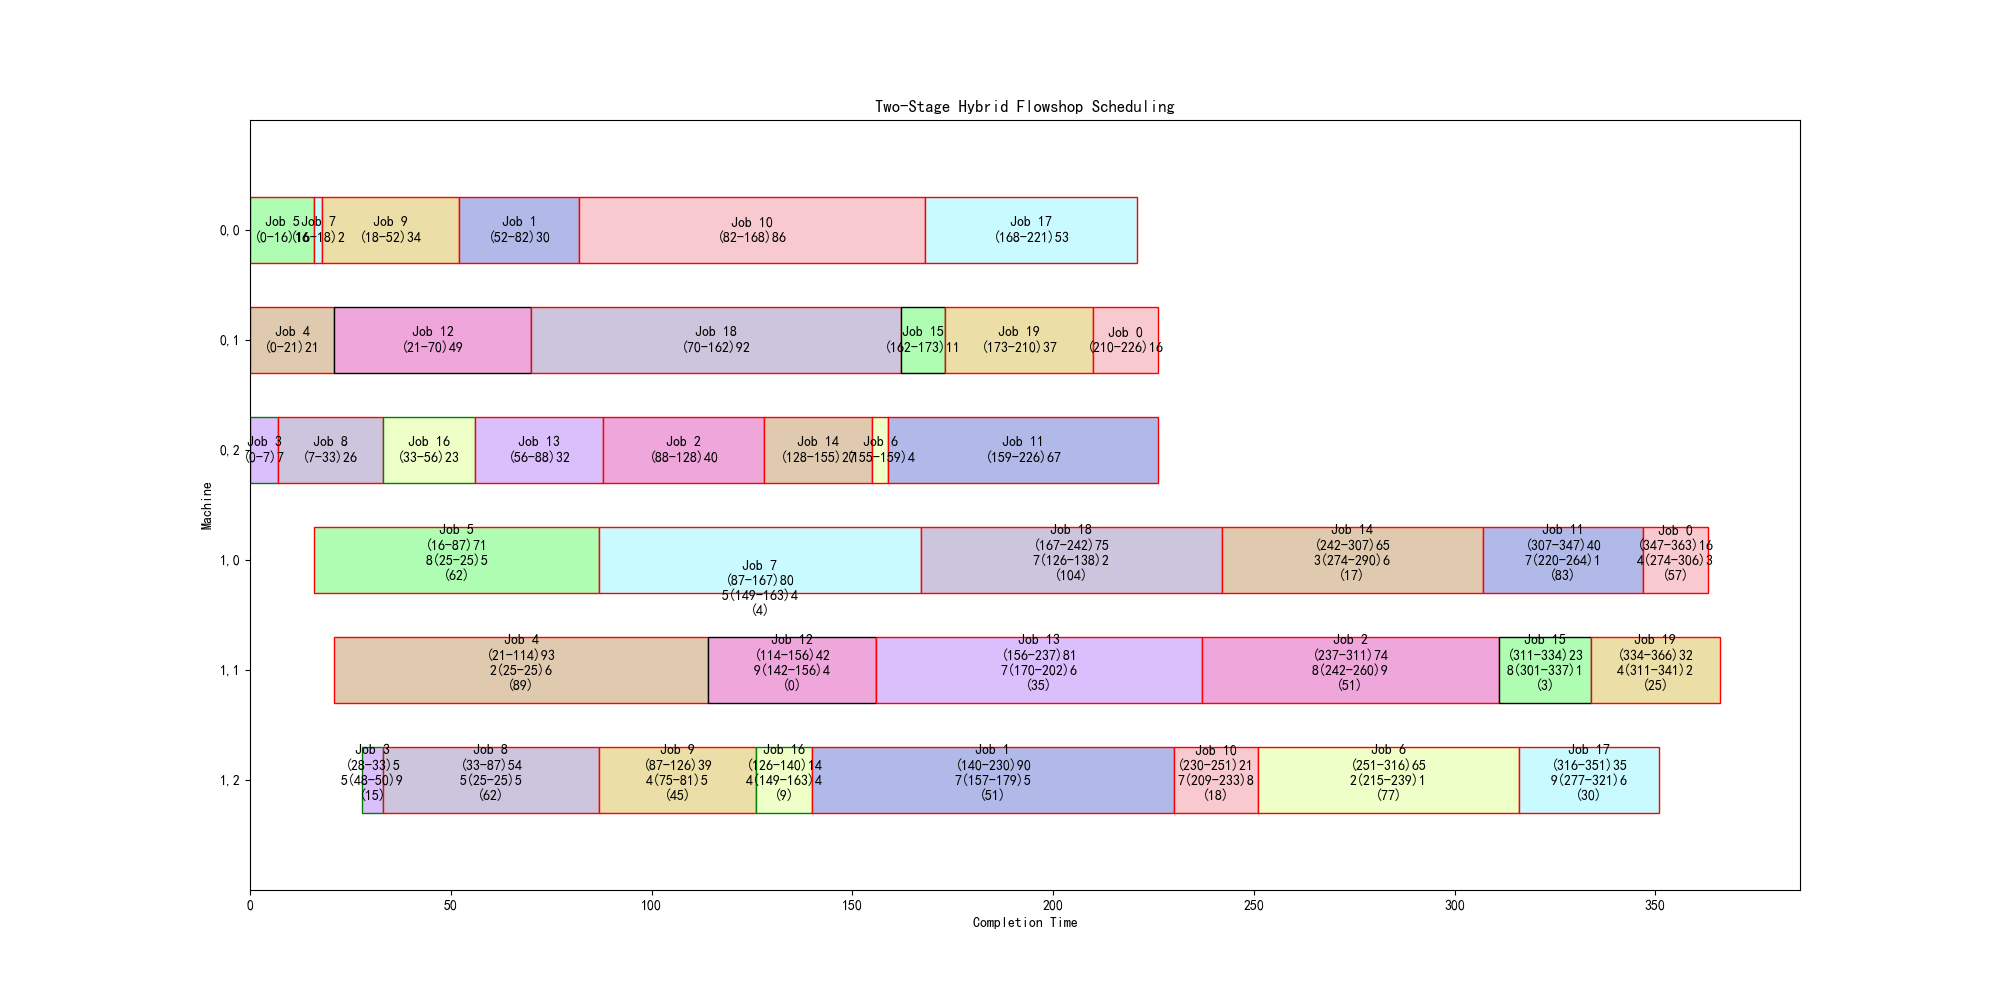 Two-Stage Hybrid Flowshop Scheduling
Machine
0,0
Job 5
(0-16)16
Job 7
(16-18)2
Job 9
(18-52)34
Job 1
(52-82)30
Job 10
(82-168)86
Job 17
(168-221)53
0,1
Job 4
(0-21)21
Job 12
(21-70)49
Job 18
(70-162)92
Job 15
(162-173)11
Job 19
(173-210)37
Job 0
(210-226)16
0,2
Job 3
(0-7)7
Job 8
(7-33)26
Job 16
(33-56)23
Job 13
(56-88)32
Job 2
(88-128)40
Job 14
(128-155)27
Job 6
(155-159)4
Job 11
(159-226)67
1,0
Job 5
(16-87)71
8(25-25)5
(62)
Job 7
(87-167)80
5(149-163)4
(4)
Job 18
(167-242)75
7(126-138)2
(104)
Job 14
(242-307)65
3(274-290)6
(17)
Job 11
(307-347)40
7(220-264)1
(83)
Job 0
(347-363)16
4(274-306)3
(57)
1,1
Job 4
(21-114)93
2(25-25)6
(89)
Job 12
(114-156)42
9(142-156)4
(0)
Job 13
(156-237)81
7(170-202)6
(35)
Job 2
(237-311)74
8(242-260)9
(51)
Job 15
(311-334)23
8(301-337)1
(3)
Job 19
(334-366)32
4(311-341)2
(25)
1,2
Job 3
(28-33)5
5(48-50)9
(15)
Job 8
(33-87)54
5(25-25)5
(62)
Job 9
(87-126)39
4(75-81)5
(45)
Job 16
(126-140)14
4(149-163)4
(9)
Job 1
(140-230)90
7(157-179)5
(51)
Job 10
(230-251)21
7(209-233)8
(18)
Job 6
(251-316)65
2(215-239)1
(77)
Job 17
(316-351)35
9(277-321)6
(30)
0
50
100
150
200
250
300
350
Completion Time